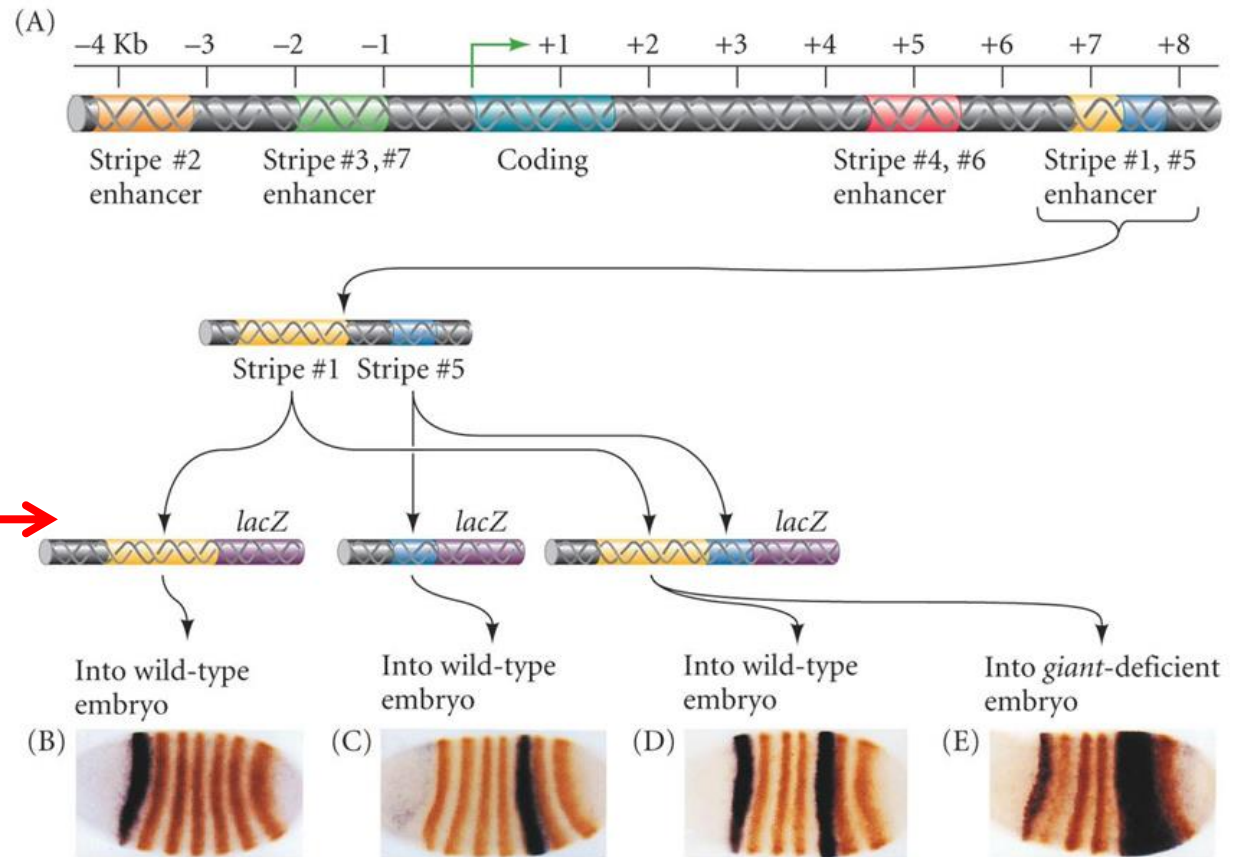 (A)
–4 Kb –3 –2 –1 +1 +2 +3 +4 +5 +6 +7 +8
Stripe #2 enhancer
Stripe #3, #7 enhancer
Coding
Stripe #4, #6 enhancer
Stripe #1, #5 enhancer
Stripe #1 Stripe #5
lacZ lacZ lacZ
Into wild-type embryo
Into wild-type embryo
Into wild-type embryo
Into giant-deficient embryo
(B) (C) (D) (E)